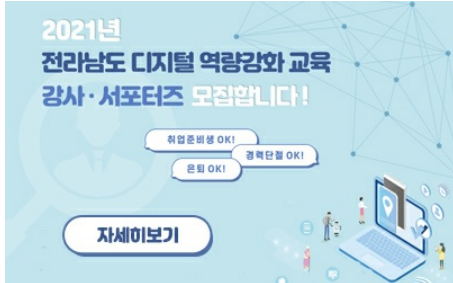 2021년
전라남도 디지털 역량강화 교육
강사·서포터즈 모집합니다!
취업준비생 OK!
경력단절 OK!
은퇴 OK!
자세히보기